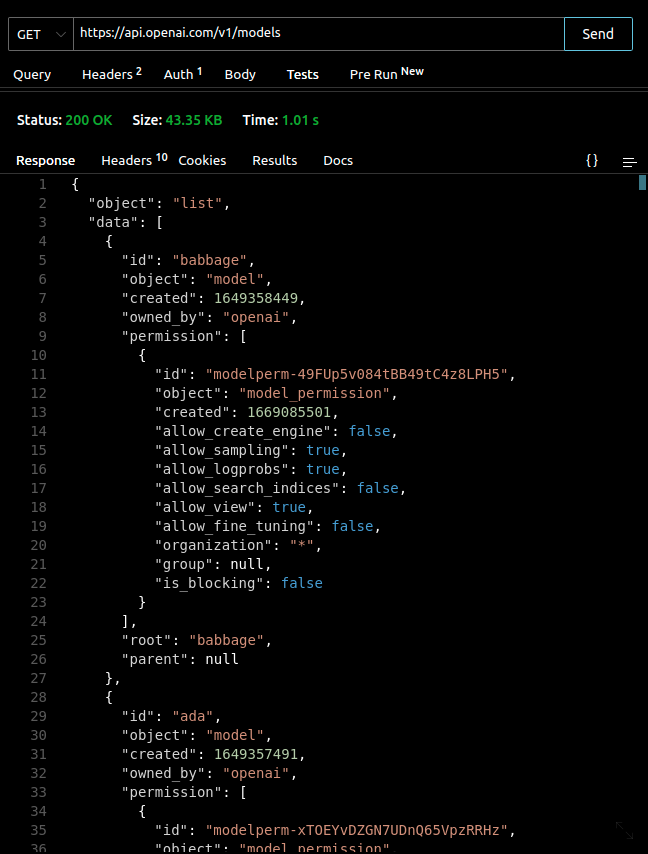 GET https://api.openai.com/v1/models Send
Query Headers 2 Auth 1 Body Tests Pre Run New
Status: 200 OK Size: 43.35 KB Time: 1.01 s
Response Headers 10 Cookies Results Docs {}
1 {
2 "object": "list",
3 "data": [
4 {
5 "id": "babbage",
6 "object": "model",
7 "created": 1649358449,
8 "owned_by": "openai",
9 "permission": [
10 {
11 "id": "modelperm-49FUp5v084tBB49tC4z8LPH5",
12 "object": "model_permission",
13 "created": 1669085501,
14 "allow_create_engine": false,
15 "allow_sampling": true,
16 "allow_logprobs": true,
17 "allow_search_indices": false,
18 "allow_view": true,
19 "allow_fine_tuning": false,
20 "organization": "*",
21 "group": null,
22 "is_blocking": false
23 }
24 ],
25 "root": "babbage",
26 "parent": null
27 },
28 {
29 "id": "ada",
30 "object": "model",
31 "created": 1649357491,
32 "owned_by": "openai",
33 "permission": [
34 {
35 "id": "modelperm-xTOEYvDZGN7UDnQ65VpzRRHz",
36 "object": "model_permission",